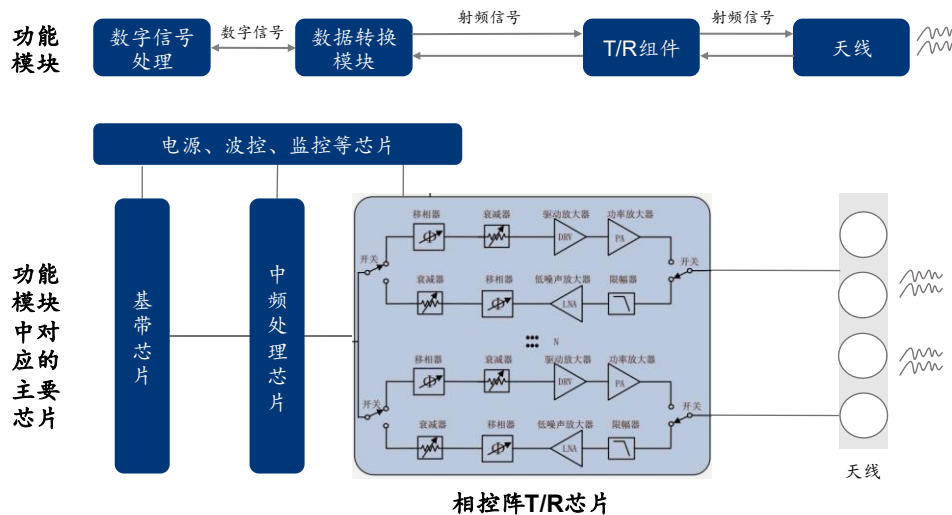 功能
模块
数字信号
处理
数字信号
数据转换
模块
射频信号
T/R组件
射频信号
天线
电源、波控、监控等芯片
功能
模块
中对
应的
主要
芯片
基带芯片
中频处理芯片
移相器
衰减器
驱动放大器
功率放大器
Φ
DRV
PA
开关
开关
衰减器
移相器
低噪声放大器
限幅器
Φ
LNA
N
移相器
衰减器
驱动放大器
功率放大器
Φ
DRV
PA
开关
开关
衰减器
移相器
低噪声放大器
限幅器
Φ
LNA
天线
相控阵T/R芯片